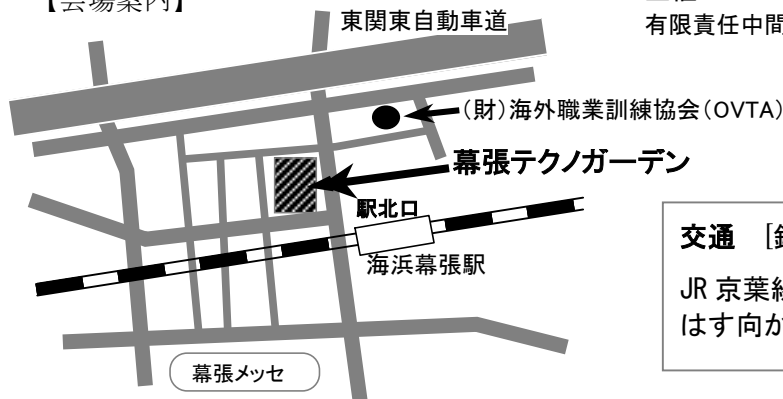 【会場案内】
東関東自動車道
有限責任中間
(財)海外職業訓練協会(OVTA)
幕張テクノガーデン
駅北口
海浜幕張駅
幕張メッセ
交通 [
JR 京葉
はす向か